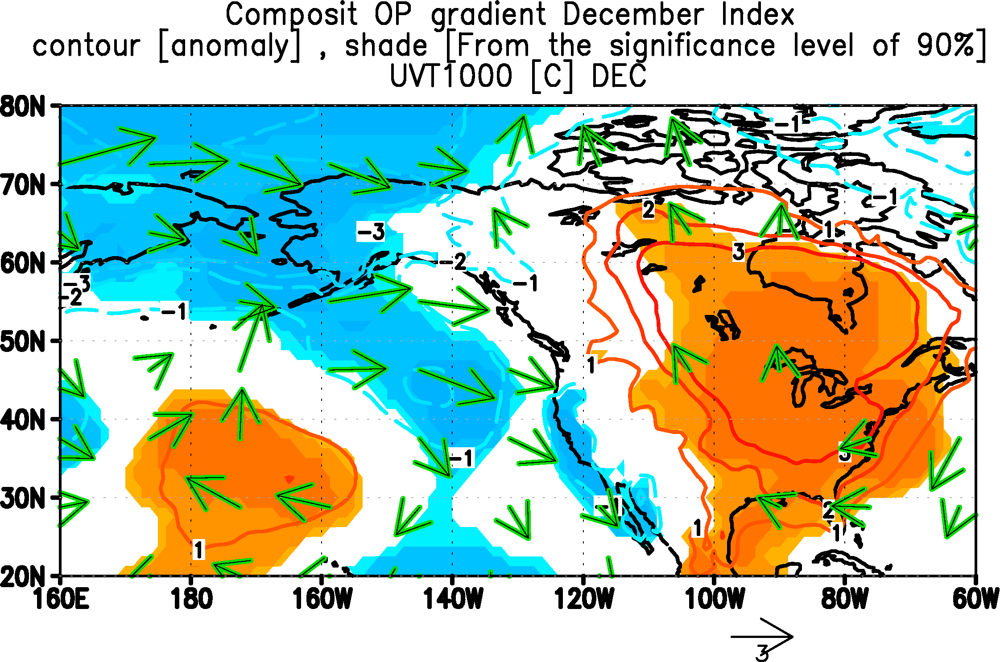 Composit OP gradient December Index
contour [anomaly] , shade [From the significance level of 90%]
UVT1000 [C] DEC
80N
-1
70N
-1
2
-3
1
3
60N
-2
-3
-1
-2
-1
50N
1
40N
3
-1
30N
-1
2
1
1
1
20N
160E 180 160W 140W 120W 100W 80W 60W
3